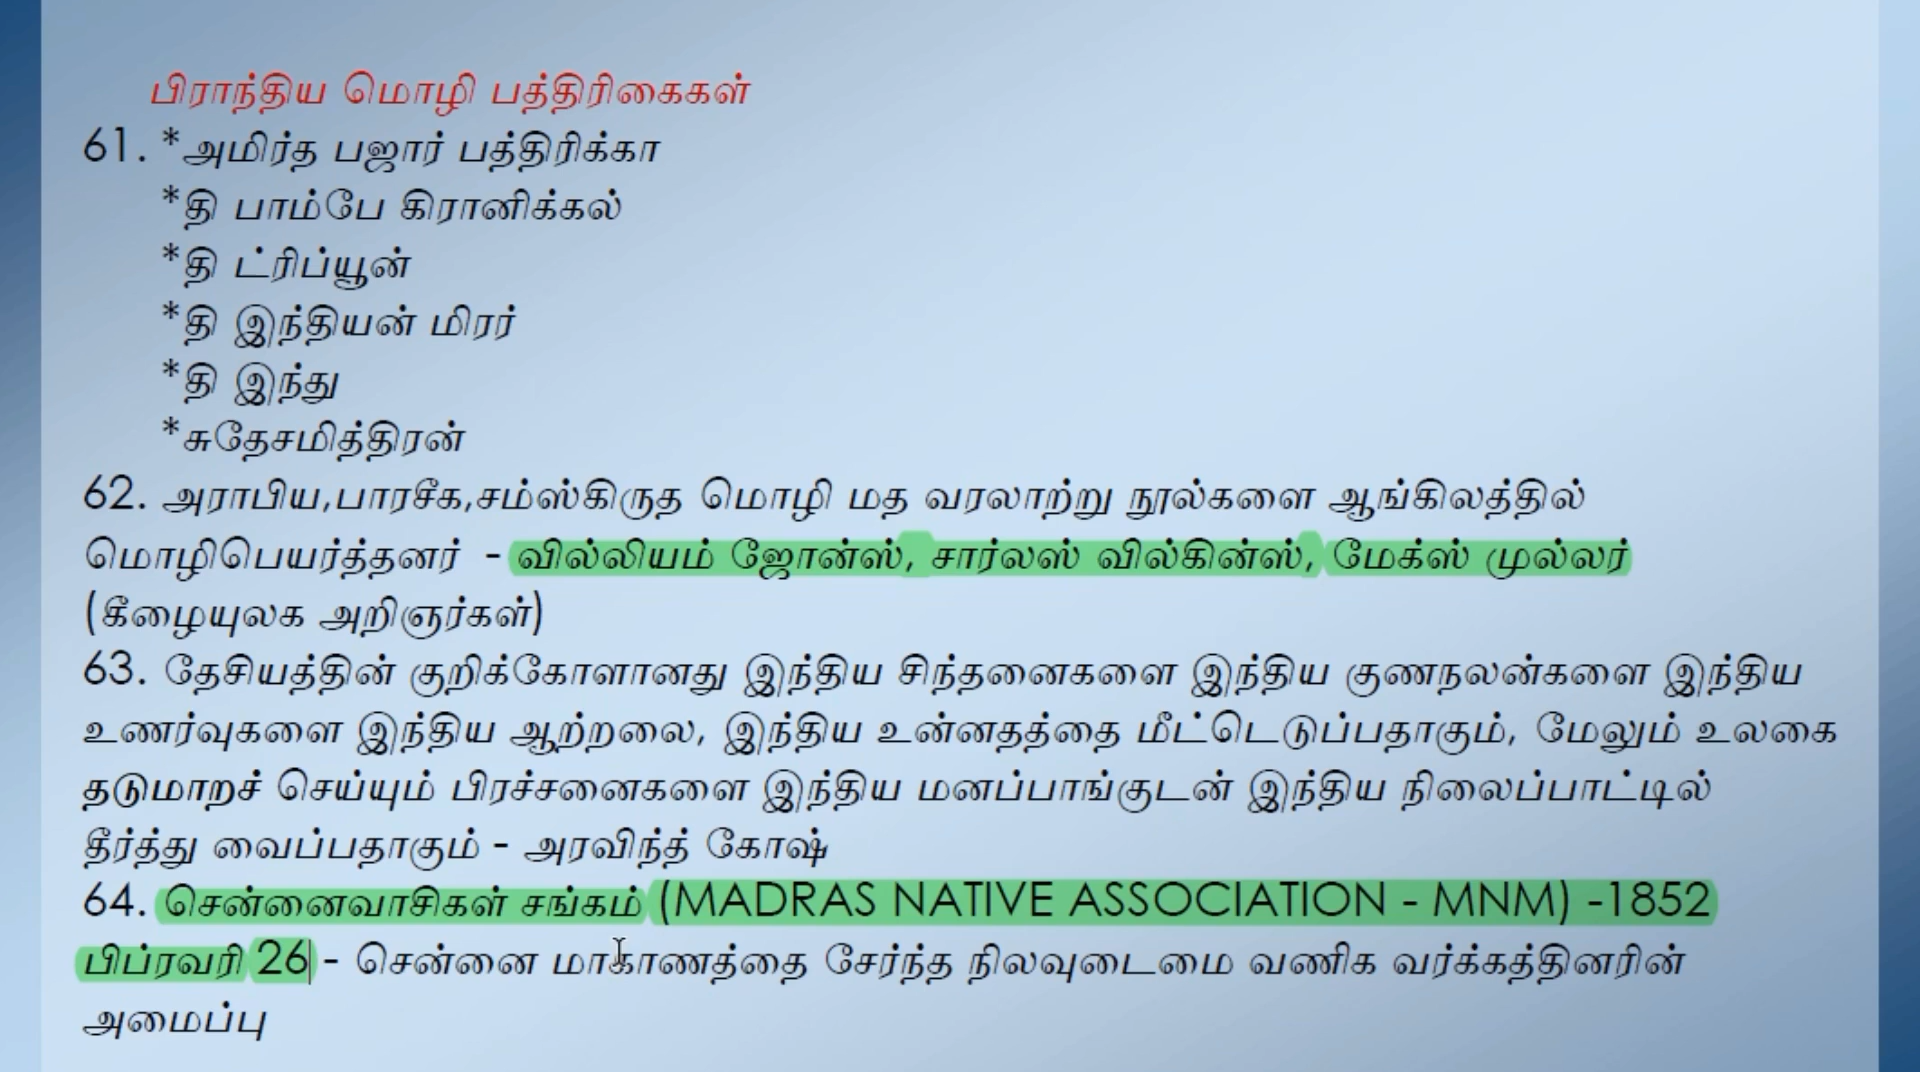 பிராந்திய மொழி பத்திரிகைகள்
61. *அமிர்த பஜார் பத்திரிக்கா
*தி பாம்பே கிரானிக்கல்
*தி ட்ரிப்யூன்
*தி இந்தியன் மிரர்
*தி இந்து
*சுதேசமித்திரன்
62. அராபிய,பாரசீக,சம்ஸ்கிருத மொழி மத வரலாற்று நூல்களை ஆங்கிலத்தில்
மொழிபெயர்த்தனர் - வில்லியம் ஜோன்ஸ், சார்லஸ் வில்கின்ஸ், மேக்ஸ் முல்லர்
(கீழையுலக அறிஞர்கள்)
63. தேசியத்தின் குறிக்கோளானது இந்திய சிந்தனைகளை இந்திய குணநலன்களை இந்திய
உணர்வுகளை இந்திய ஆற்றலை, இந்திய உன்னதத்தை மீட்டெடுப்பதாகும், மேலும் உலகை
தடுமாறச் செய்யும் பிரச்சனைகளை இந்திய மனப்பாங்குடன் இந்திய நிலைப்பாட்டில்
தீர்த்து வைப்பதாகும் - அரவிந்த் கோஷ்
64. சென்னைவாசிகள் சங்கம் (MADRAS NATIVE ASSOCIATION - MNM) -1852
பிப்ரவரி 26 - சென்னை மாகாணத்தை சேர்ந்த நிலவுடைமை வணிக வர்க்கத்தினரின்
அமைப்பு